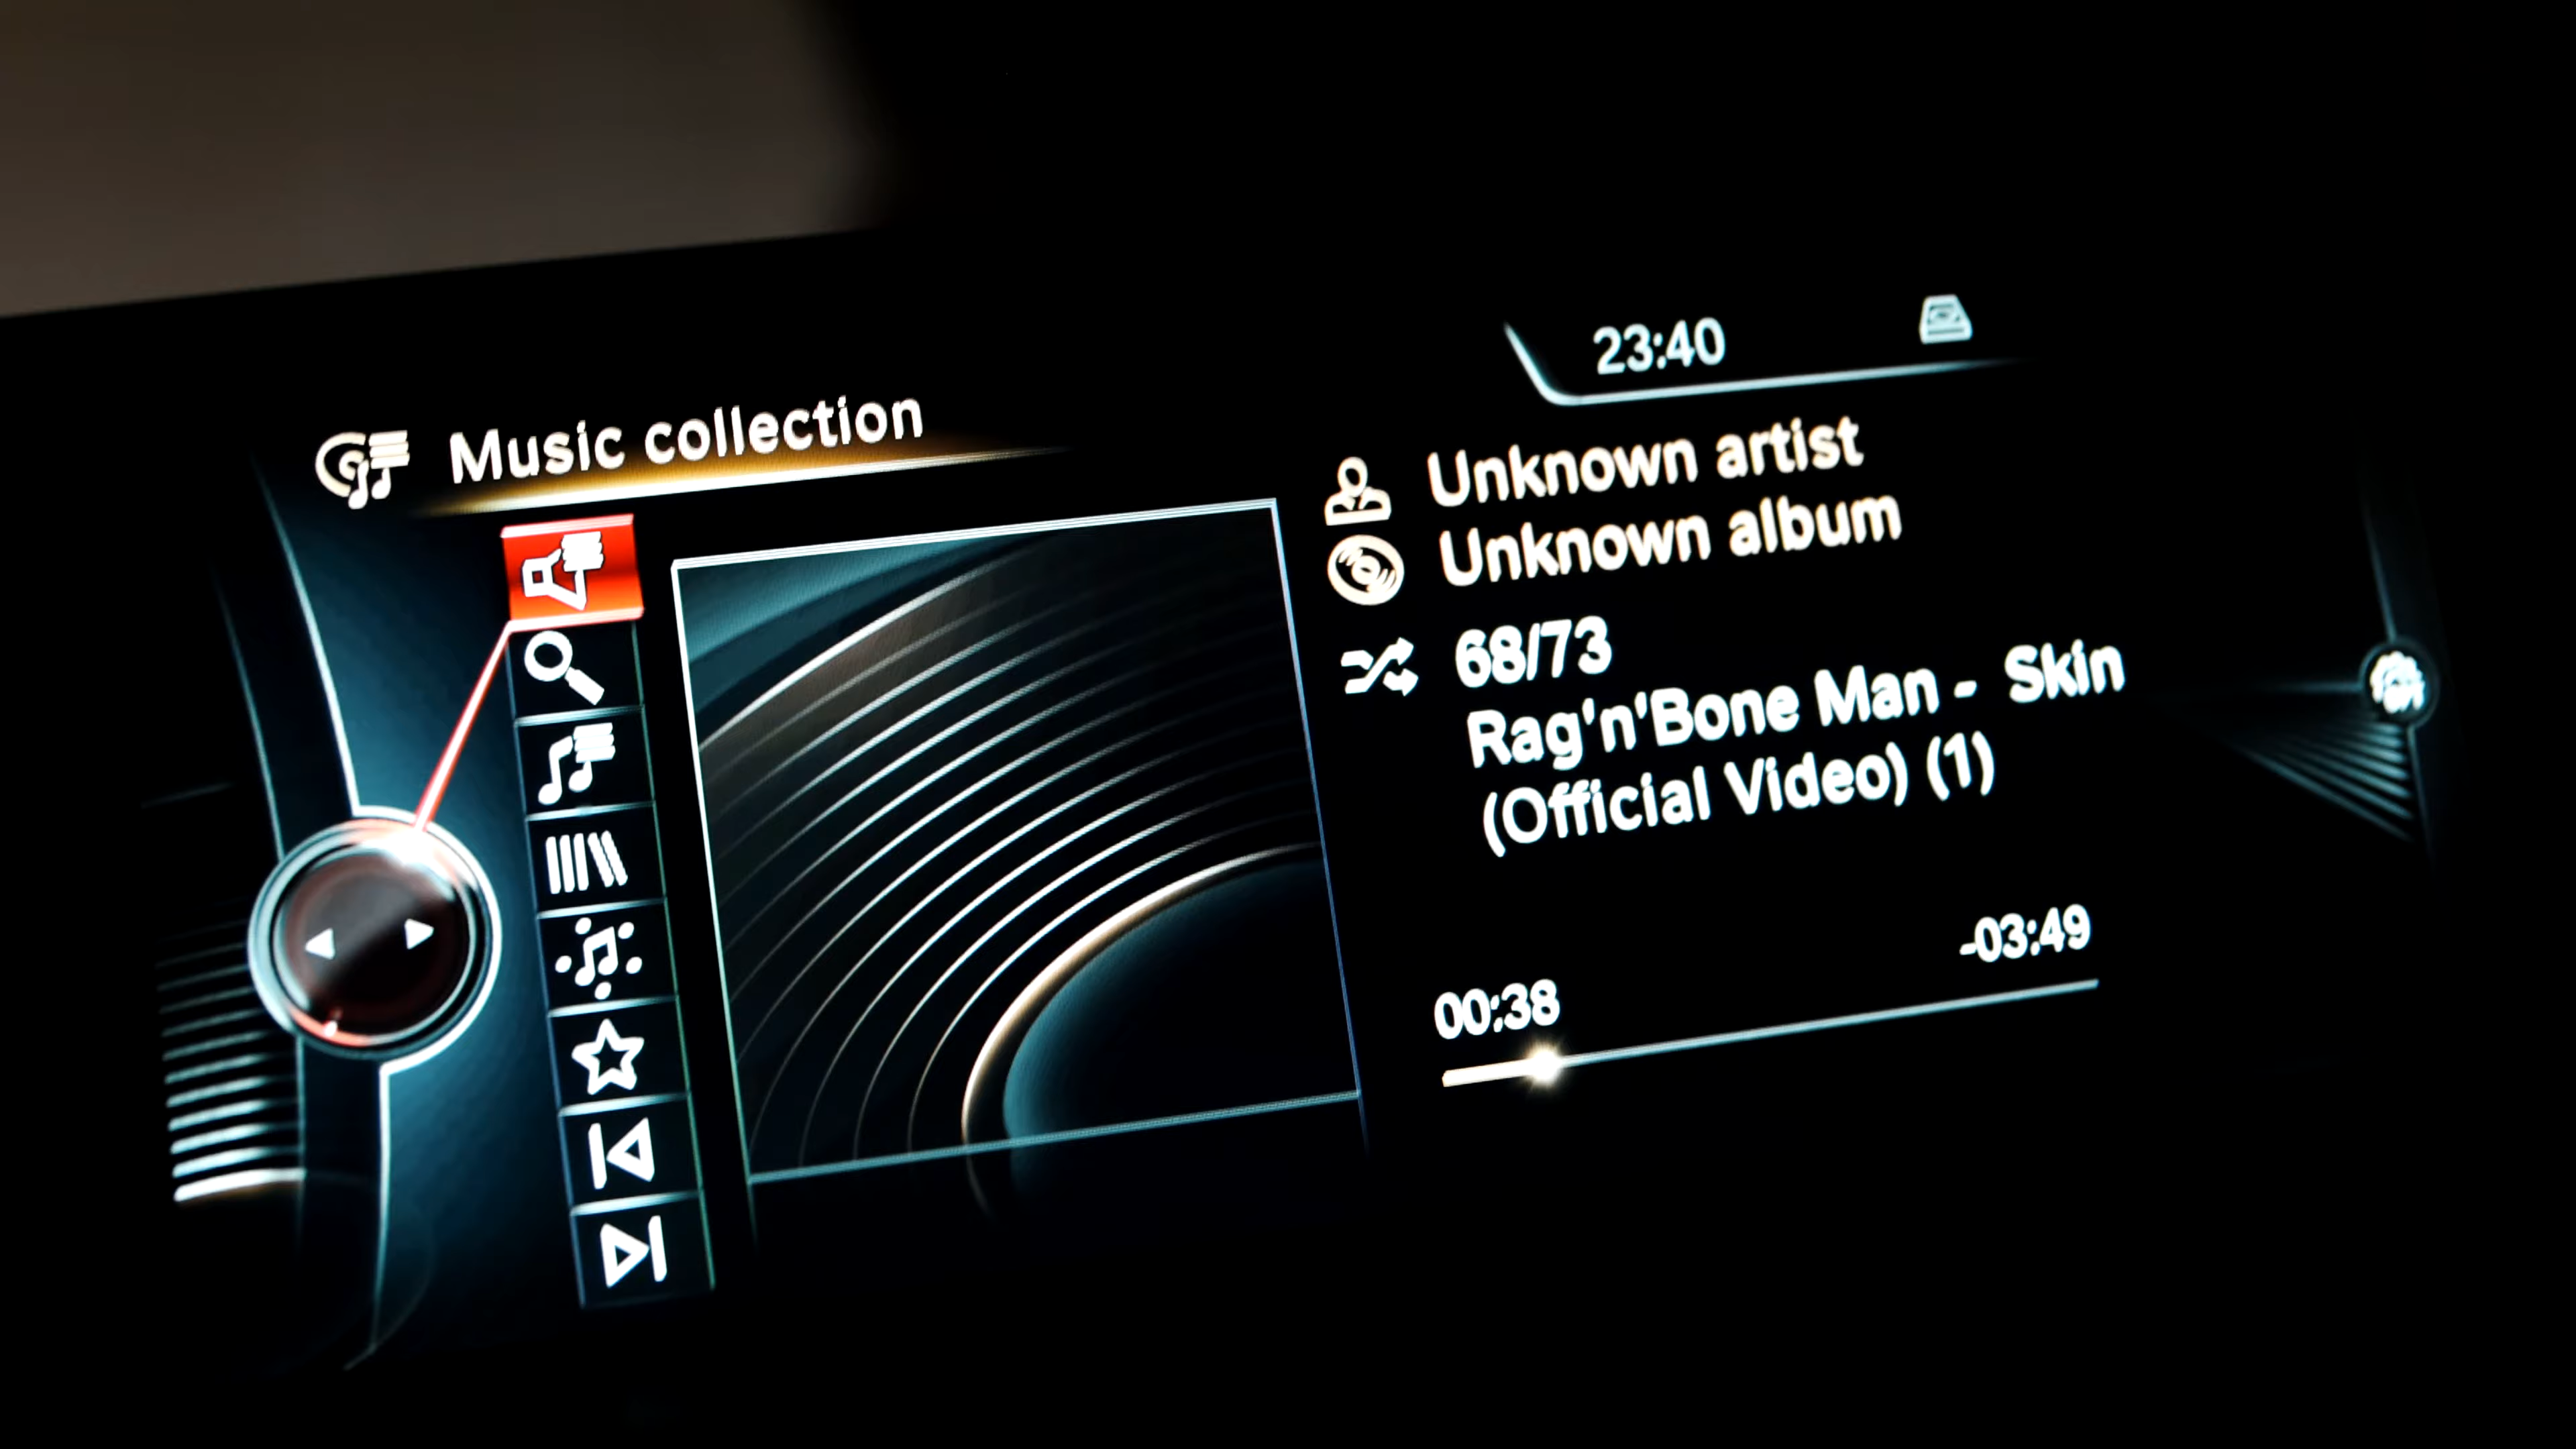 23:40
Music collection
Unknown artist
Unknown album
68/73
Rag'n'Bone Man - Skin
(Official Video) (1)
-03:49
00:38